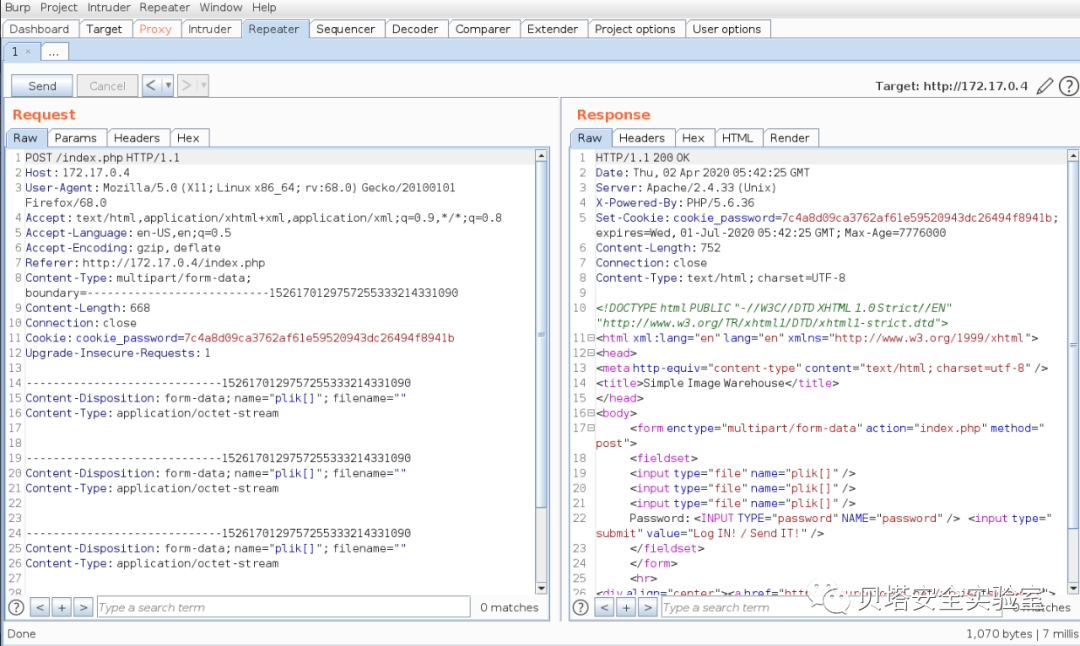 Burp Project Intruder Repeater Window Help
Dashboard Target Proxy Intruder Repeater Sequencer Decoder Comparer Extender Project options User options
1 × ...
Send Cancel < ▼ > ▼ Target: http://172.17.0.4 ?
Request
Raw Params Headers Hex
1 POST /index.php HTTP/1.1
2 Host: 172.17.0.4
3 User-Agent: Mozilla/5.0 (X11; Linux x86_64; rv:68.0) Gecko/20100101
Firefox/68.0
4 Accept: text/html,application/xhtml+xml,application/xml;q=0.9,*/*;q=0.8
5 Accept-Language: en-US,en;q=0.5
6 Accept-Encoding: gzip, deflate
7 Referer: http://172.17.0.4/index.php
8 Content-Type: multipart/form-data;
boundary=---------------------------1526170129757255333214331090
9 Content-Length: 668
10 Connection: close
11 Cookie: cookie_password=7c4a8d09ca3762af61e59520943dc26494f8941b
12 Upgrade-Insecure-Requests: 1
13
14 -----------------------------1526170129757255333214331090
15 Content-Disposition: form-data; name="plik[]"; filename=""
16 Content-Type: application/octet-stream
17
18
19 -----------------------------1526170129757255333214331090
20 Content-Disposition: form-data; name="plik[]"; filename=""
21 Content-Type: application/octet-stream
22
23
24 -----------------------------1526170129757255333214331090
25 Content-Disposition: form-data; name="plik[]"; filename=""
26 Content-Type: application/octet-stream
27
28
? < + > Type a search term 0 matches
Response
Raw Headers Hex HTML Render
1 HTTP/1.1 200 OK
2 Date: Thu, 02 Apr 2020 05:42:25 GMT
3 Server: Apache/2.4.33 (Unix)
4 X-Powered-By: PHP/5.6.36
5 Set-Cookie: cookie_password=7c4a8d09ca3762af61e59520943dc26494f8941b;
expires=Wed, 01-Jul-2020 05:42:25 GMT; Max-Age=7776000
6 Content-Length: 752
7 Connection: close
8 Content-Type: text/html; charset=UTF-8
9
10 <!DOCTYPE html PUBLIC "-//W3C//DTD XHTML 1.0 Strict//EN"
"http://www.w3.org/TR/xhtml1/DTD/xhtml1-strict.dtd">
11 <html xml:lang="en" lang="en" xmlns="http://www.w3.org/1999/xhtml">
12 <head>
13 <meta http-equiv="content-type" content="text/html; charset=utf-8" />
14 <title>Simple Image Warehouse</title>
15 </head>
16 <body>
17 <form enctype="multipart/form-data" action="index.php" method="
post">
18 <fieldset>
19 <input type="file" name="plik[]" />
20 <input type="file" name="plik[]" />
21 <input type="file" name="plik[]" />
22 Password: <INPUT TYPE="password" NAME="password" /> <input type="
submit" value="Log IN! / Send IT!" />
23 </fieldset>
24 </form>
25 <hr>
26 <div align="center"><a href="
? < + > Type a search term matches
贝塔安全实验室
Done
1,070 bytes | 7 millis